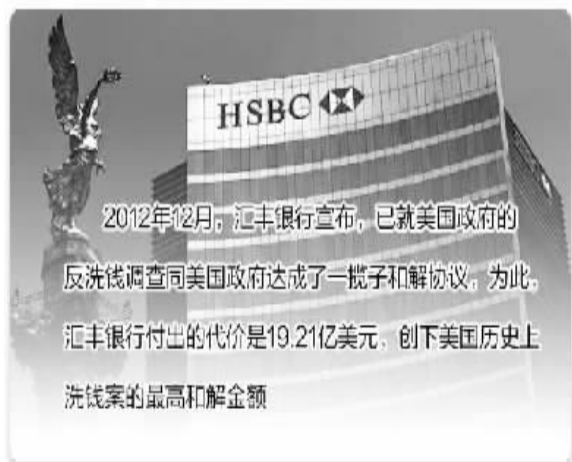 HSBC
2012年12月，汇丰银行宣布，已就美国政府的
反洗钱调查同美国政府达成了一揽子和解协议，为此，
汇丰银行付出的代价是19.21亿美元，创下美国历史上
洗钱案的最高和解金额